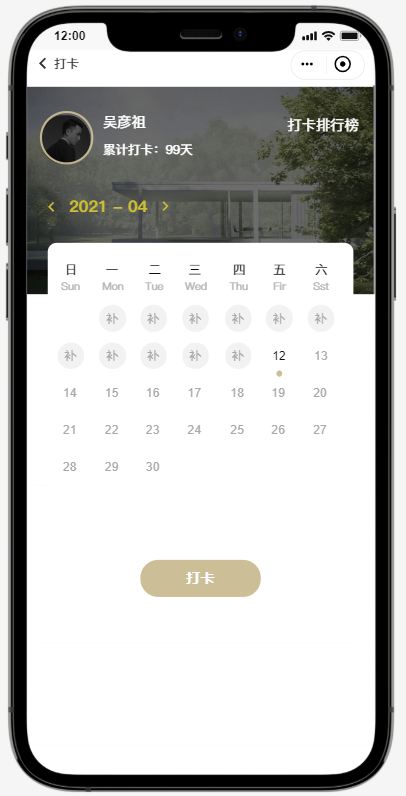 12:00
打卡
吴彦祖
打卡排行榜
累计打卡：99天
2021 - 04
日 一 二 三 四 五 六
Sun Mon Tue Wed Thu Fir Sst
补 补 补 补 补 补
补 补 补 补 补 12 13
14 15 16 17 18 19 20
21 22 23 24 25 26 27
28 29 30
打卡